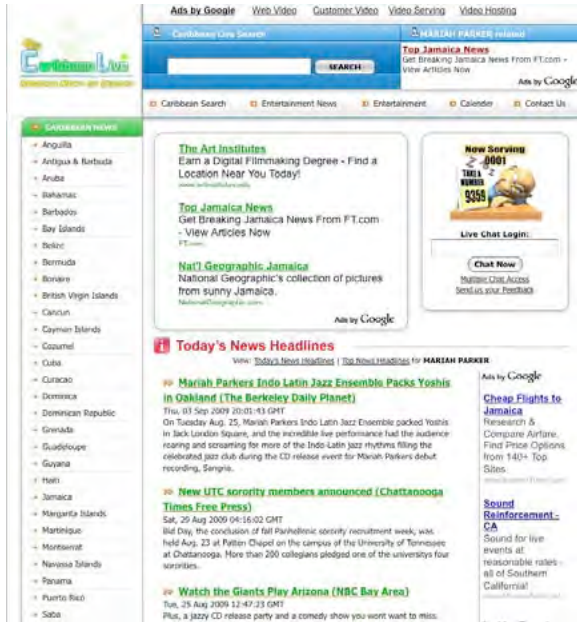 Ads by Google Web Video Customer Video Video Serving Video Hosting
Caribbean Live Search
MARIAH PARKER related
Caribbean Live
SEARCH
Top Jamaica News
Get Breaking Jamaica News From FT.com -
View Articles Now
Ads by Google
Caribbean Search Entertainment News Entertainment Calender Contact Us
CARIBBEAN NEWS
Anguilla
Antigua & Barbuda
Aruba
Bahamas
Barbados
Bay Islands
Belize
Bermuda
Bonaire
British Virgin Islands
Cancun
Cayman Islands
Cozumel
Cuba
Curacao
Dominica
Dominican Republic
Grenada
Guadeloupe
Guyana
Haiti
Jamaica
Margarita Islands
Martinique
Montserrat
Navassa Islands
Panama
Puerto Rico
Saba
The Art Institutes
Earn a Digital Filmmaking Degree - Find a
Location Near You Today!
Top Jamaica News
Get Breaking Jamaica News From FT.com
- View Articles Now
FT.com
Nat'l Geographic Jamaica
National Geographic's collection of pictures
from sunny Jamaica.
NationalGeographic.com
Ads by Google
Now Serving
0001
TAKE A
NUMBER
9359
Live Chat Login:
Chat Now
Multiple Chat Access
Send us your Feedback
Today's News Headlines
View: Today's News Headlines | Top News Headlines for MARIAH PARKER
Mariah Parkers Indo Latin Jazz Ensemble Packs Yoshis
in Oakland (The Berkeley Daily Planet)
Thu, 03 Sep 2009 20:01:43 GMT
On Tuesday Aug. 25, Mariah Parkers Indo Latin Jazz Ensemble packed Yoshis
in Jack London Square, and the incredible live performance had the audience
roaring and screaming for more of the Indo-Latin jazz rhythms filling the
celebrated jazz club during the CD release event for Mariah Parkers debut
recording, Sangria.
New UTC sorority members announced (Chattanooga
Times Free Press)
Sat, 29 Aug 2009 04:16:02 GMT
Bid Day, the conclusion of fall Panhellenic sorority recruitment week, was
held Aug. 23 at Patten Chapel on the campus of the University of Tennessee
at Chattanooga. More than 200 collegians pledged one of the universitys four
sororities.
Watch the Giants Play Arizona (NBC Bay Area)
Tue, 25 Aug 2009 12:47:23 GMT
Plus, a jazzy CD release party and a comedy show you wont want to miss.
Ads by Google
Cheap Flights to
Jamaica
Research &
Compare Airfare,
Find Price Options
from 140+ Top
Sites
Sound
Reinforcement -
CA
Sound for live
events at
reasonable rates -
all of Southern
California!